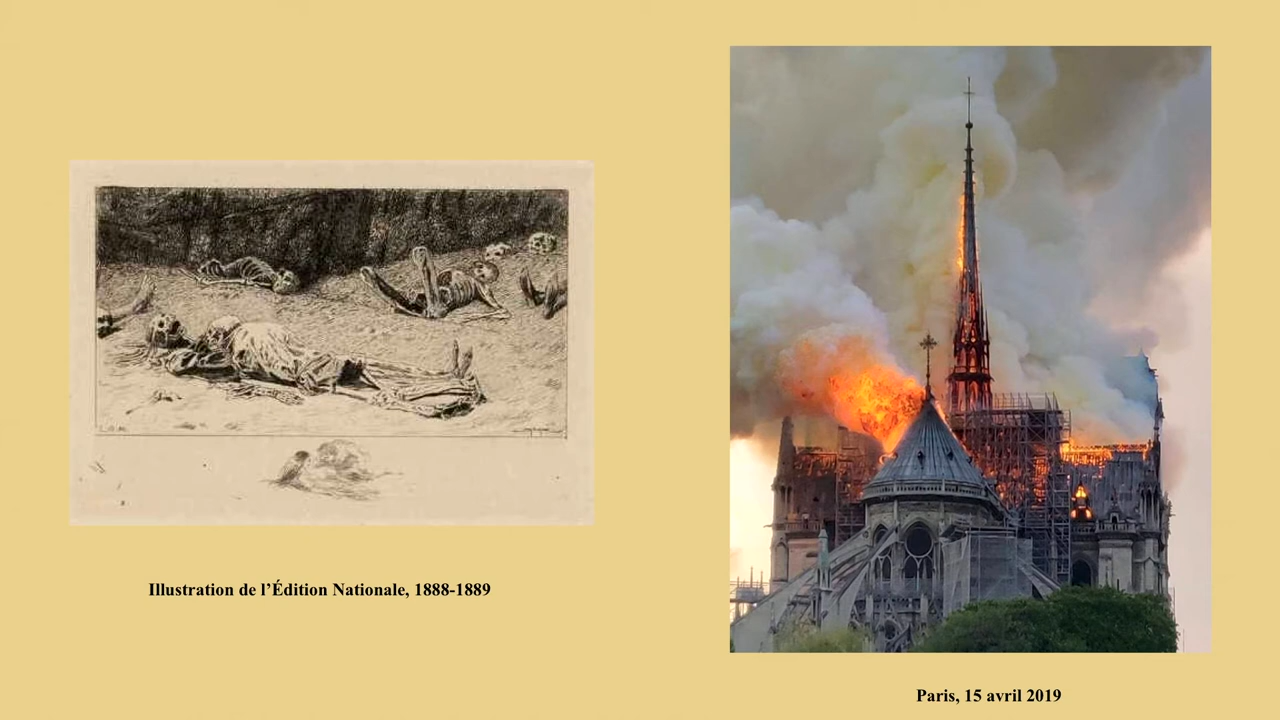 Illustration de l’Édition Nationale, 1888-1889
Paris, 15 avril 2019